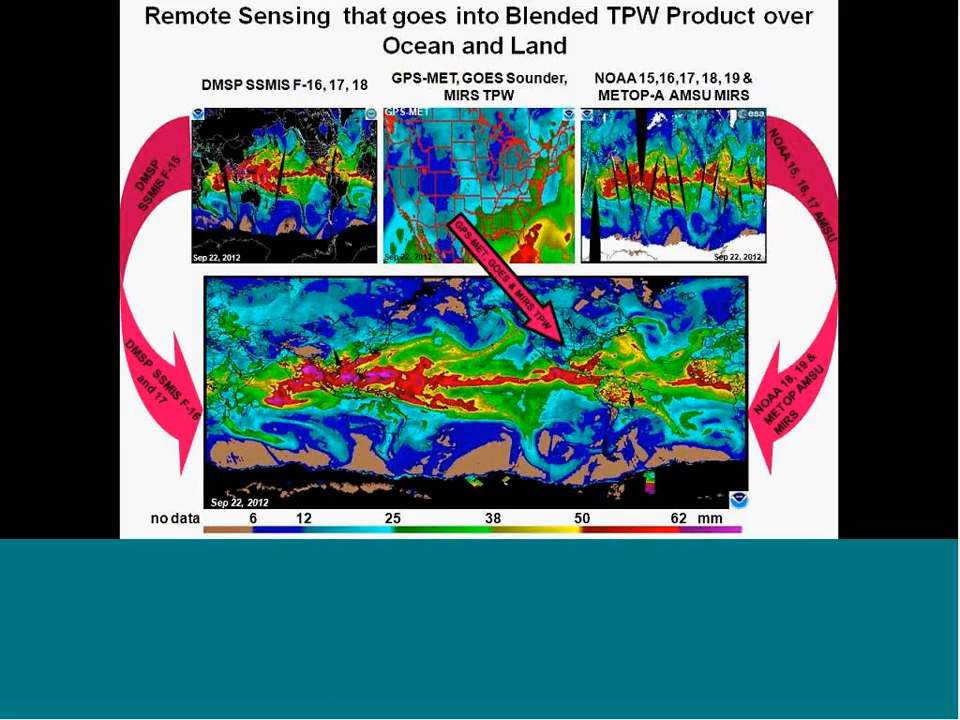 Remote Sensing that goes into Blended TPW Product over
Ocean and Land
DMSP SSMIS F-16, 17, 18
GPS-MET, GOES Sounder,
MIRS TPW
NOAA 15,16,17, 18, 19 &
METOP-A AMSU MIRS
GPS-MET
esa
DMSP
SSMIS F-15
NOAA 15, 16, 17 AMSU
Sep 22, 2012
Sep 22, 2012
Sep 22, 2012
GPS-MET, GOES & MIRS TPW
DMSP SSMIS F-16
and 17
NOAA 18, 19 &
METOP AMSU
MIRS
Sep 22, 2012
no data 6 12 25 38 50 62 mm